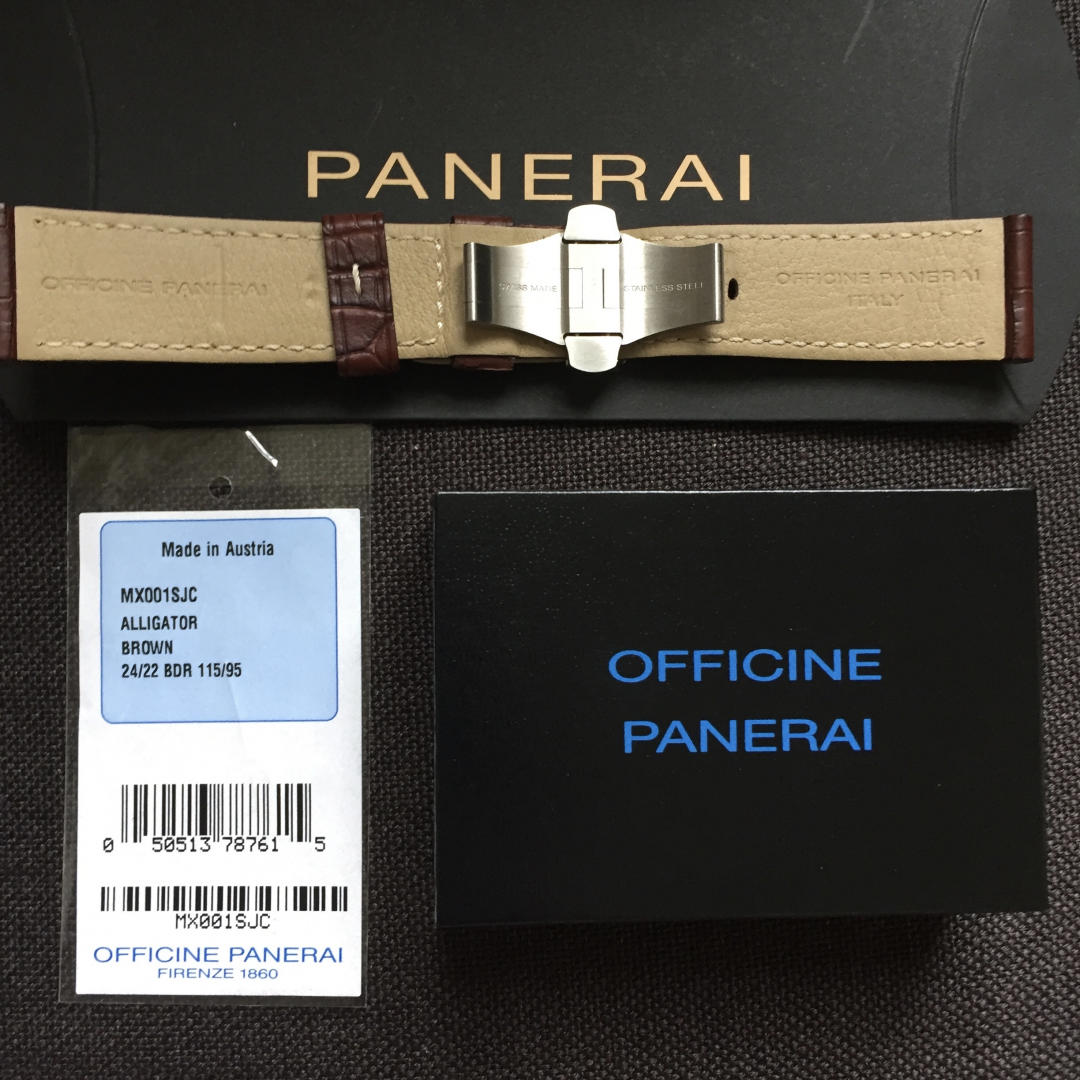 PANERAI
OFFICINE PANERAI
SWISS MADE
STAINLESS STEEL
OFFICINE PANERAI
ITALY
Made in Austria
MX001SJC
ALLIGATOR
BROWN
24/22 BDR 115/95
0 50513 78761 5
MX001SJC
OFFICINE PANERAI
FIRENZE 1860
OFFICINE
PANERAI